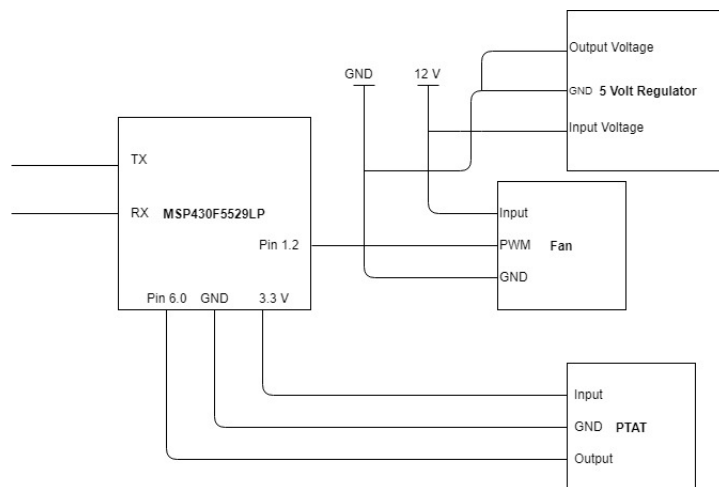 Output Voltage
GND 12 V
GND 5 Volt Regulator
Input Voltage
TX
RX MSP430F5529LP
Input
Pin 1.2 PWM Fan
GND
Pin 6.0 GND 3.3 V
Input
GND PTAT
Output